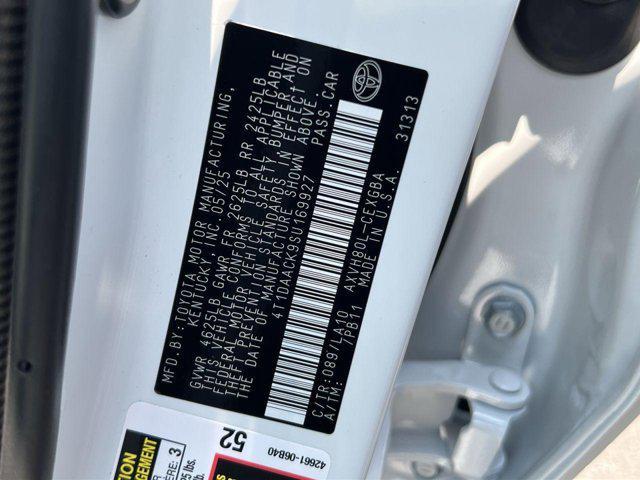 MFD.BY: TOYOTA MOTOR MANUFACTURING,
KENTUCKY, INC. 05/25
GVWR 4625LB GAWR FR 2625LB RR 2425LB
THIS VEHICLE CONFORMS TO ALL APPLICABLE
FEDERAL MOTOR VEHICLE SAFETY, BUMPER, AND
THEFT PREVENTION STANDARDS IN EFFECT ON
THE DATE OF MANUFACTURE SHOWN ABOVE.
4T1DAACK9SU169927 PASS.CAR
C/TR:089/LA10 AXVH80L-CEXGBA
A/TM: /PB11 MADE IN U.S.A. 31313
52
42661-06B40
3